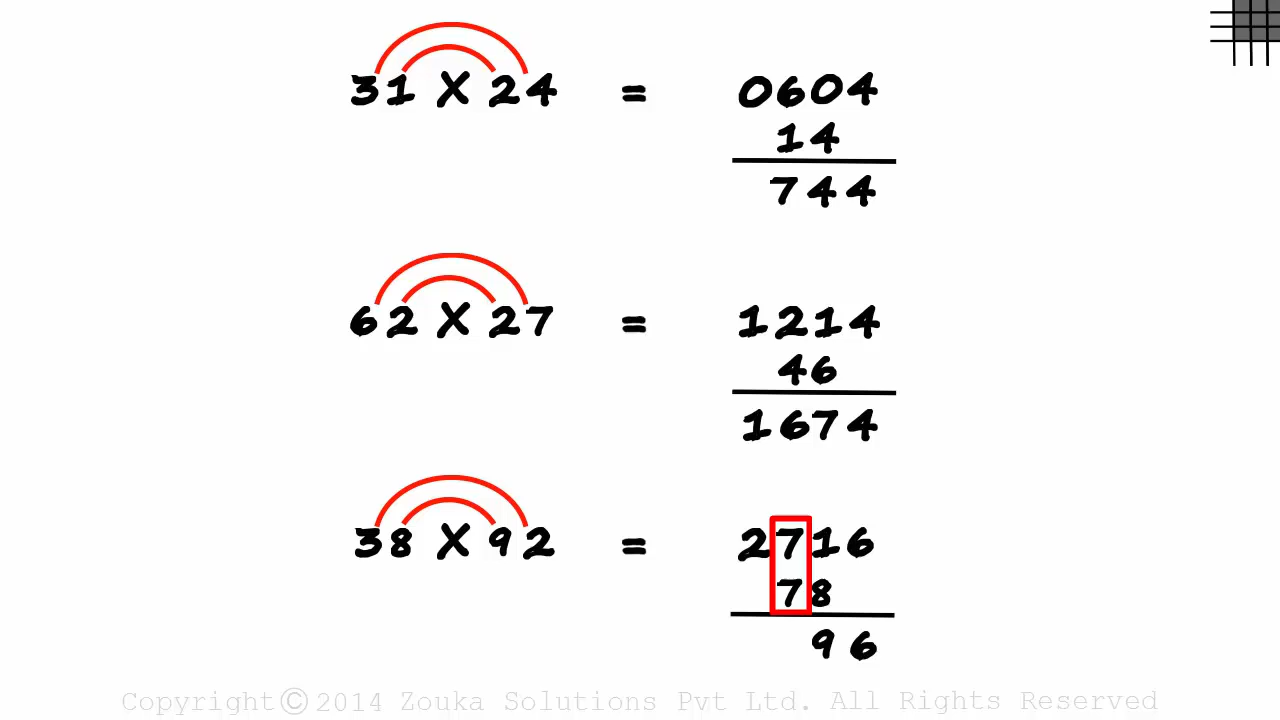 31 X 24 = 0604
14
744
62 X 27 = 1214
46
1674
38 X 92 = 2716
78
96
Copyright©2014 Zouka Solutions Pvt Ltd. All Rights Reserved